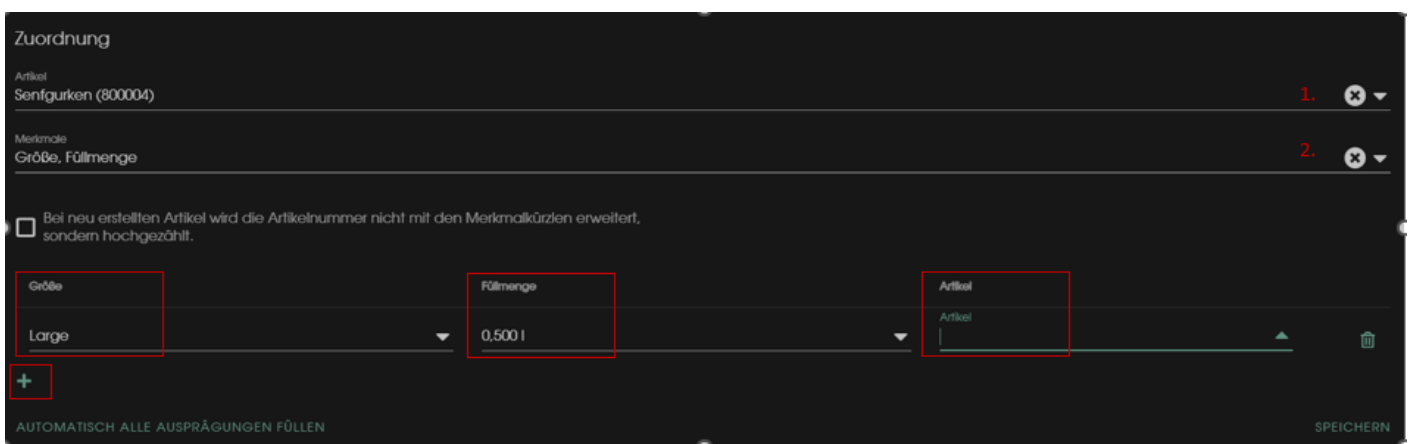 Zuordnung
Artikel
Senfgurken (800004)
1.
Merkmale
Größe, Füllmenge
2.
Bei neu erstellten Artikel wird die Artikelnummer nicht mit den Merkmalkürzlen erweitert,
sondern hochgezählt.
Größe Füllmenge Artikel
Artikel
Large 0,500 l
+
AUTOMATISCH ALLE AUSPRÄGUNGEN FÜLLEN SPEICHERN